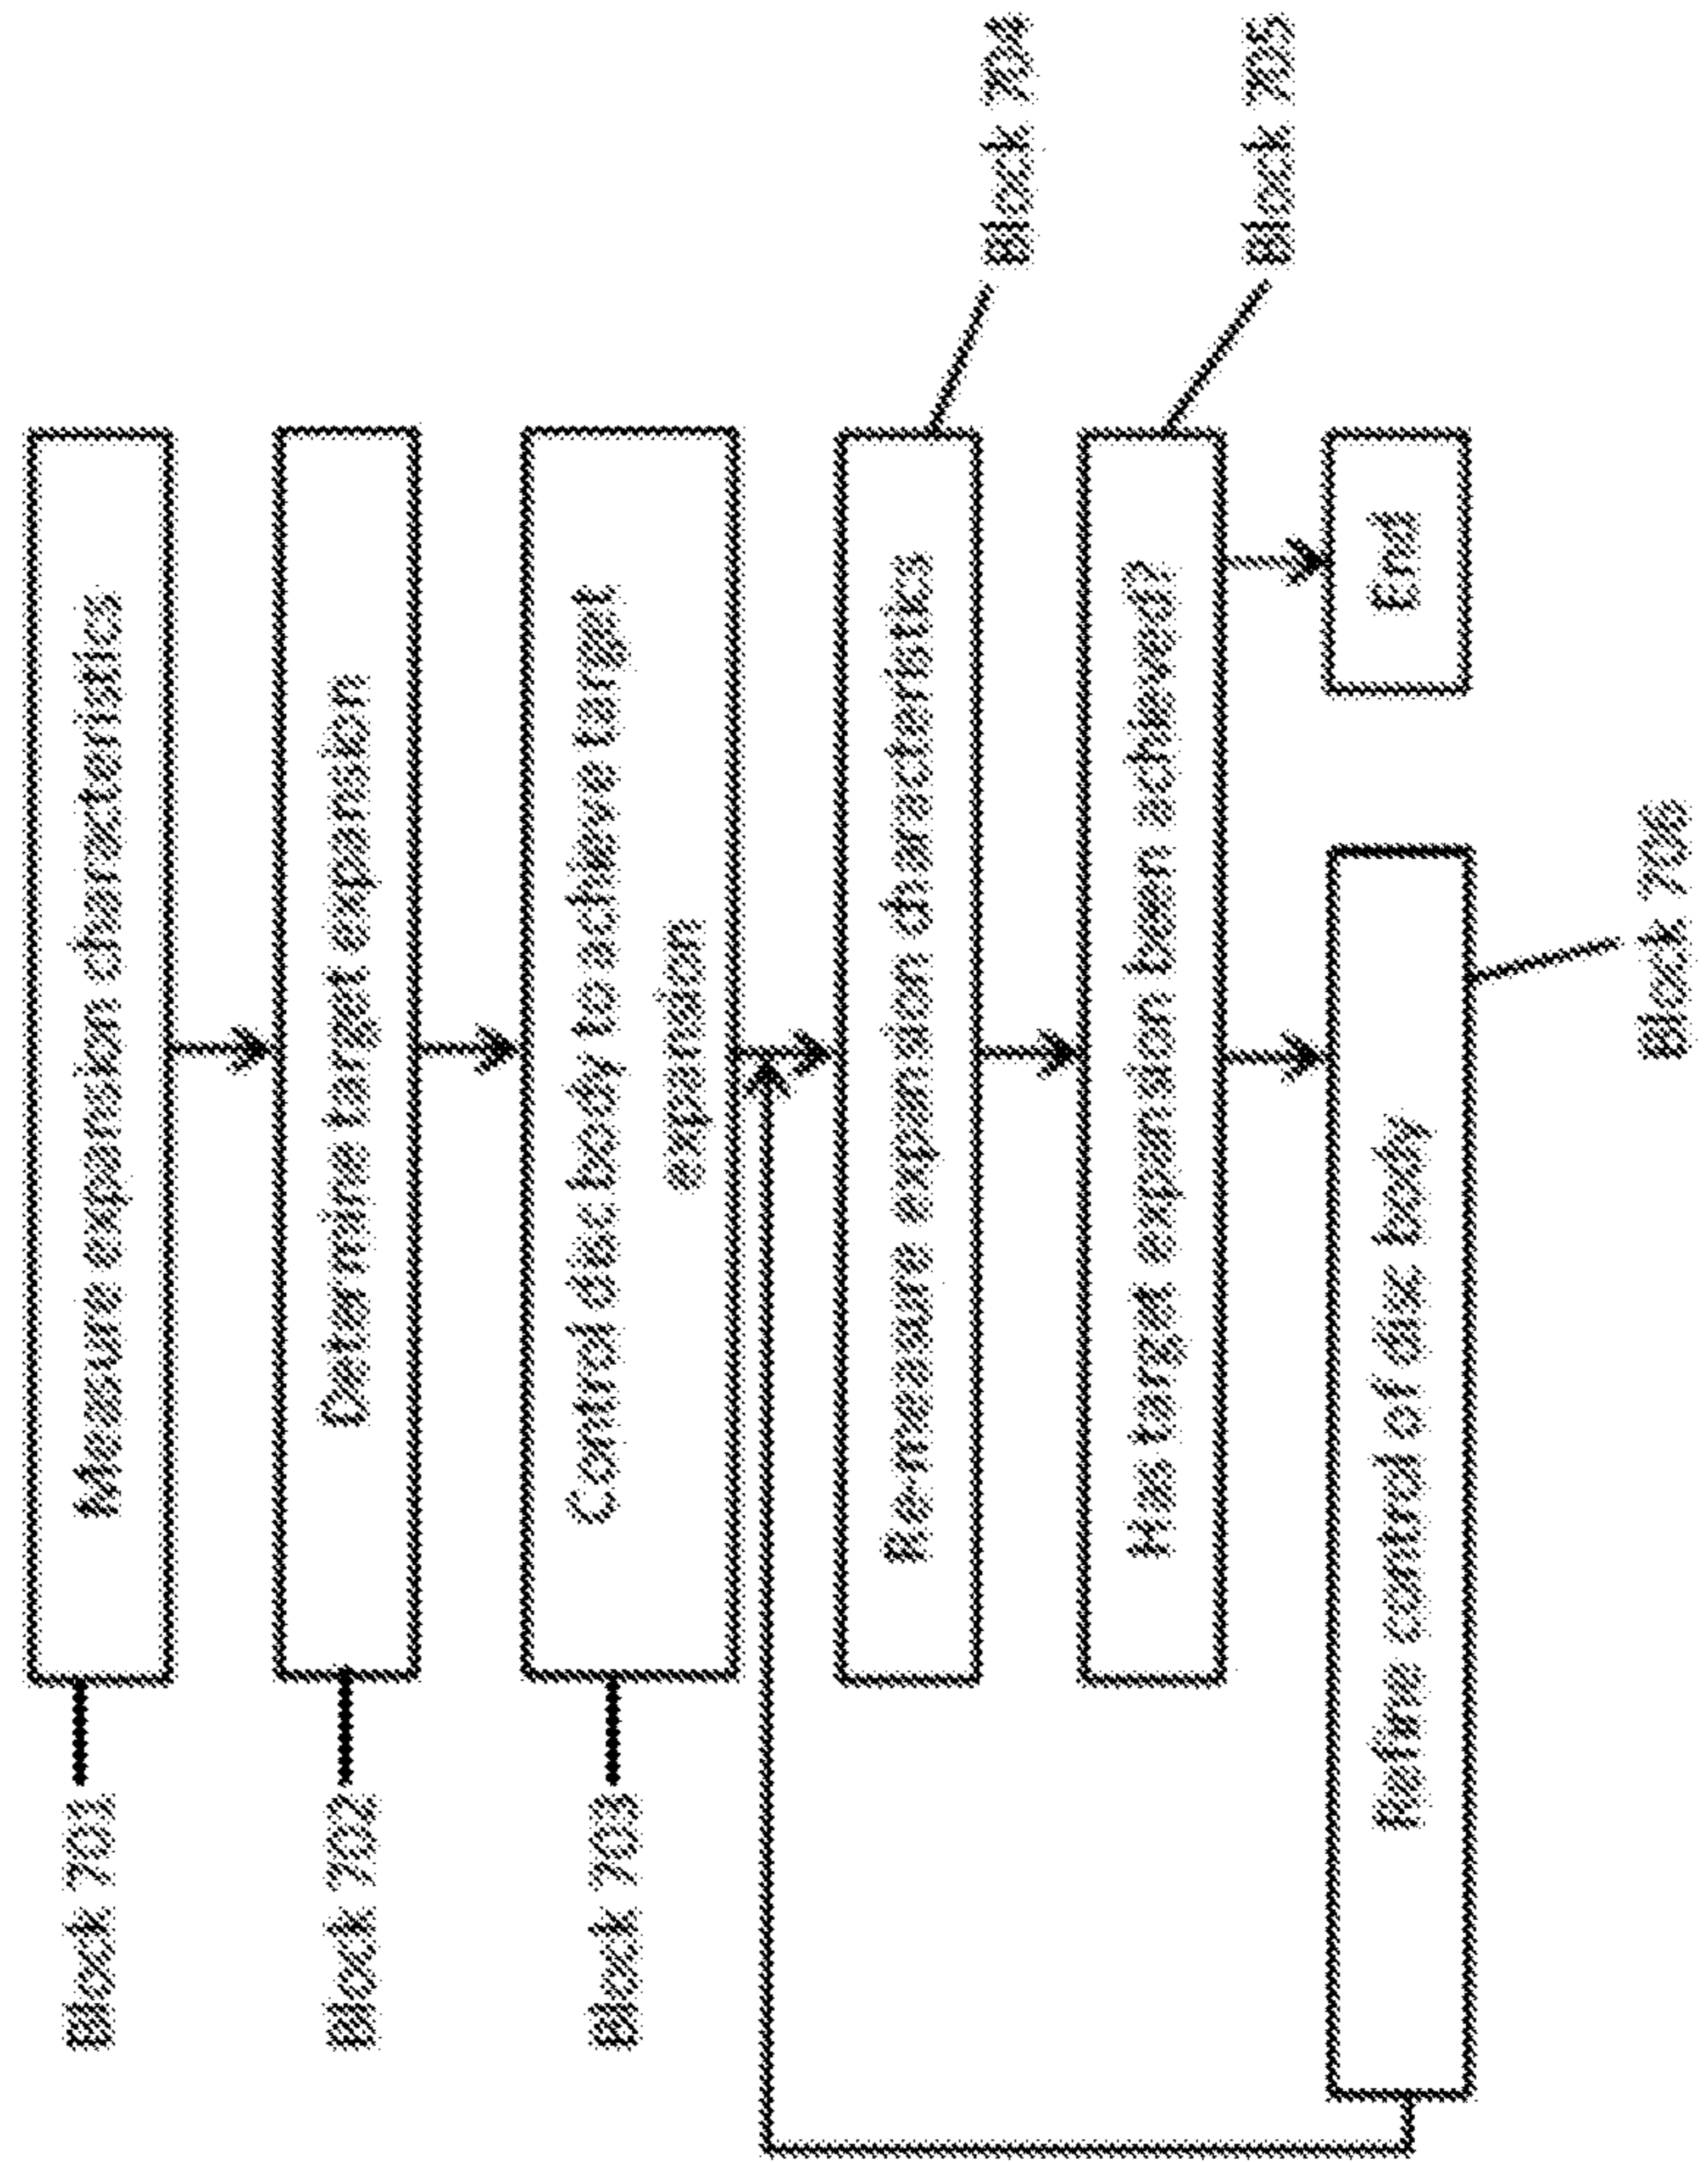 Block 701
Measure expansion characteristics
Block 702
Determine target expansion
Block 703
Control disc body to achieve target
expansion
Re-measure expansion characteristics
Block 704
Has target expansion been achieved?
Block 705
Refine control of disc body
End
Block 706